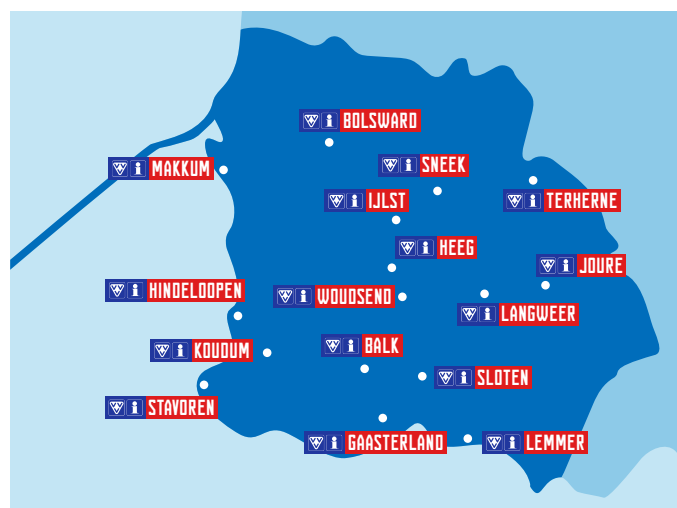 BOLSWARD
MAKKUM
SNEEK
IJLST
TERHERNE
HEEG
JOURE
HINDELOOPEN
WOUDSEND
LANGWEER
KOUDUM
BALK
SLOTEN
STAVOREN
GAASTERLAND
LEMMER